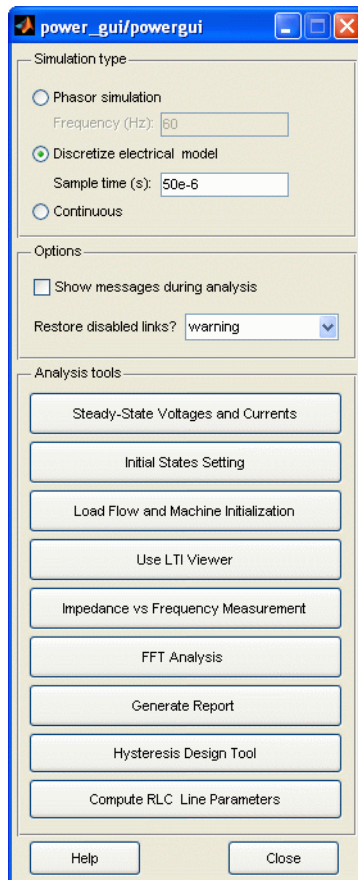 power_gui/powergui
Simulation type
Phasor simulation
Frequency (Hz): 60
Discretize electrical model
Sample time (s): 50e-6
Continuous
Options
Show messages during analysis
Restore disabled links? warning
Analysis tools
Steady-State Voltages and Currents
Initial States Setting
Load Flow and Machine Initialization
Use LTI Viewer
Impedance vs Frequency Measurement
FFT Analysis
Generate Report
Hysteresis Design Tool
Compute RLC Line Parameters
Help Close